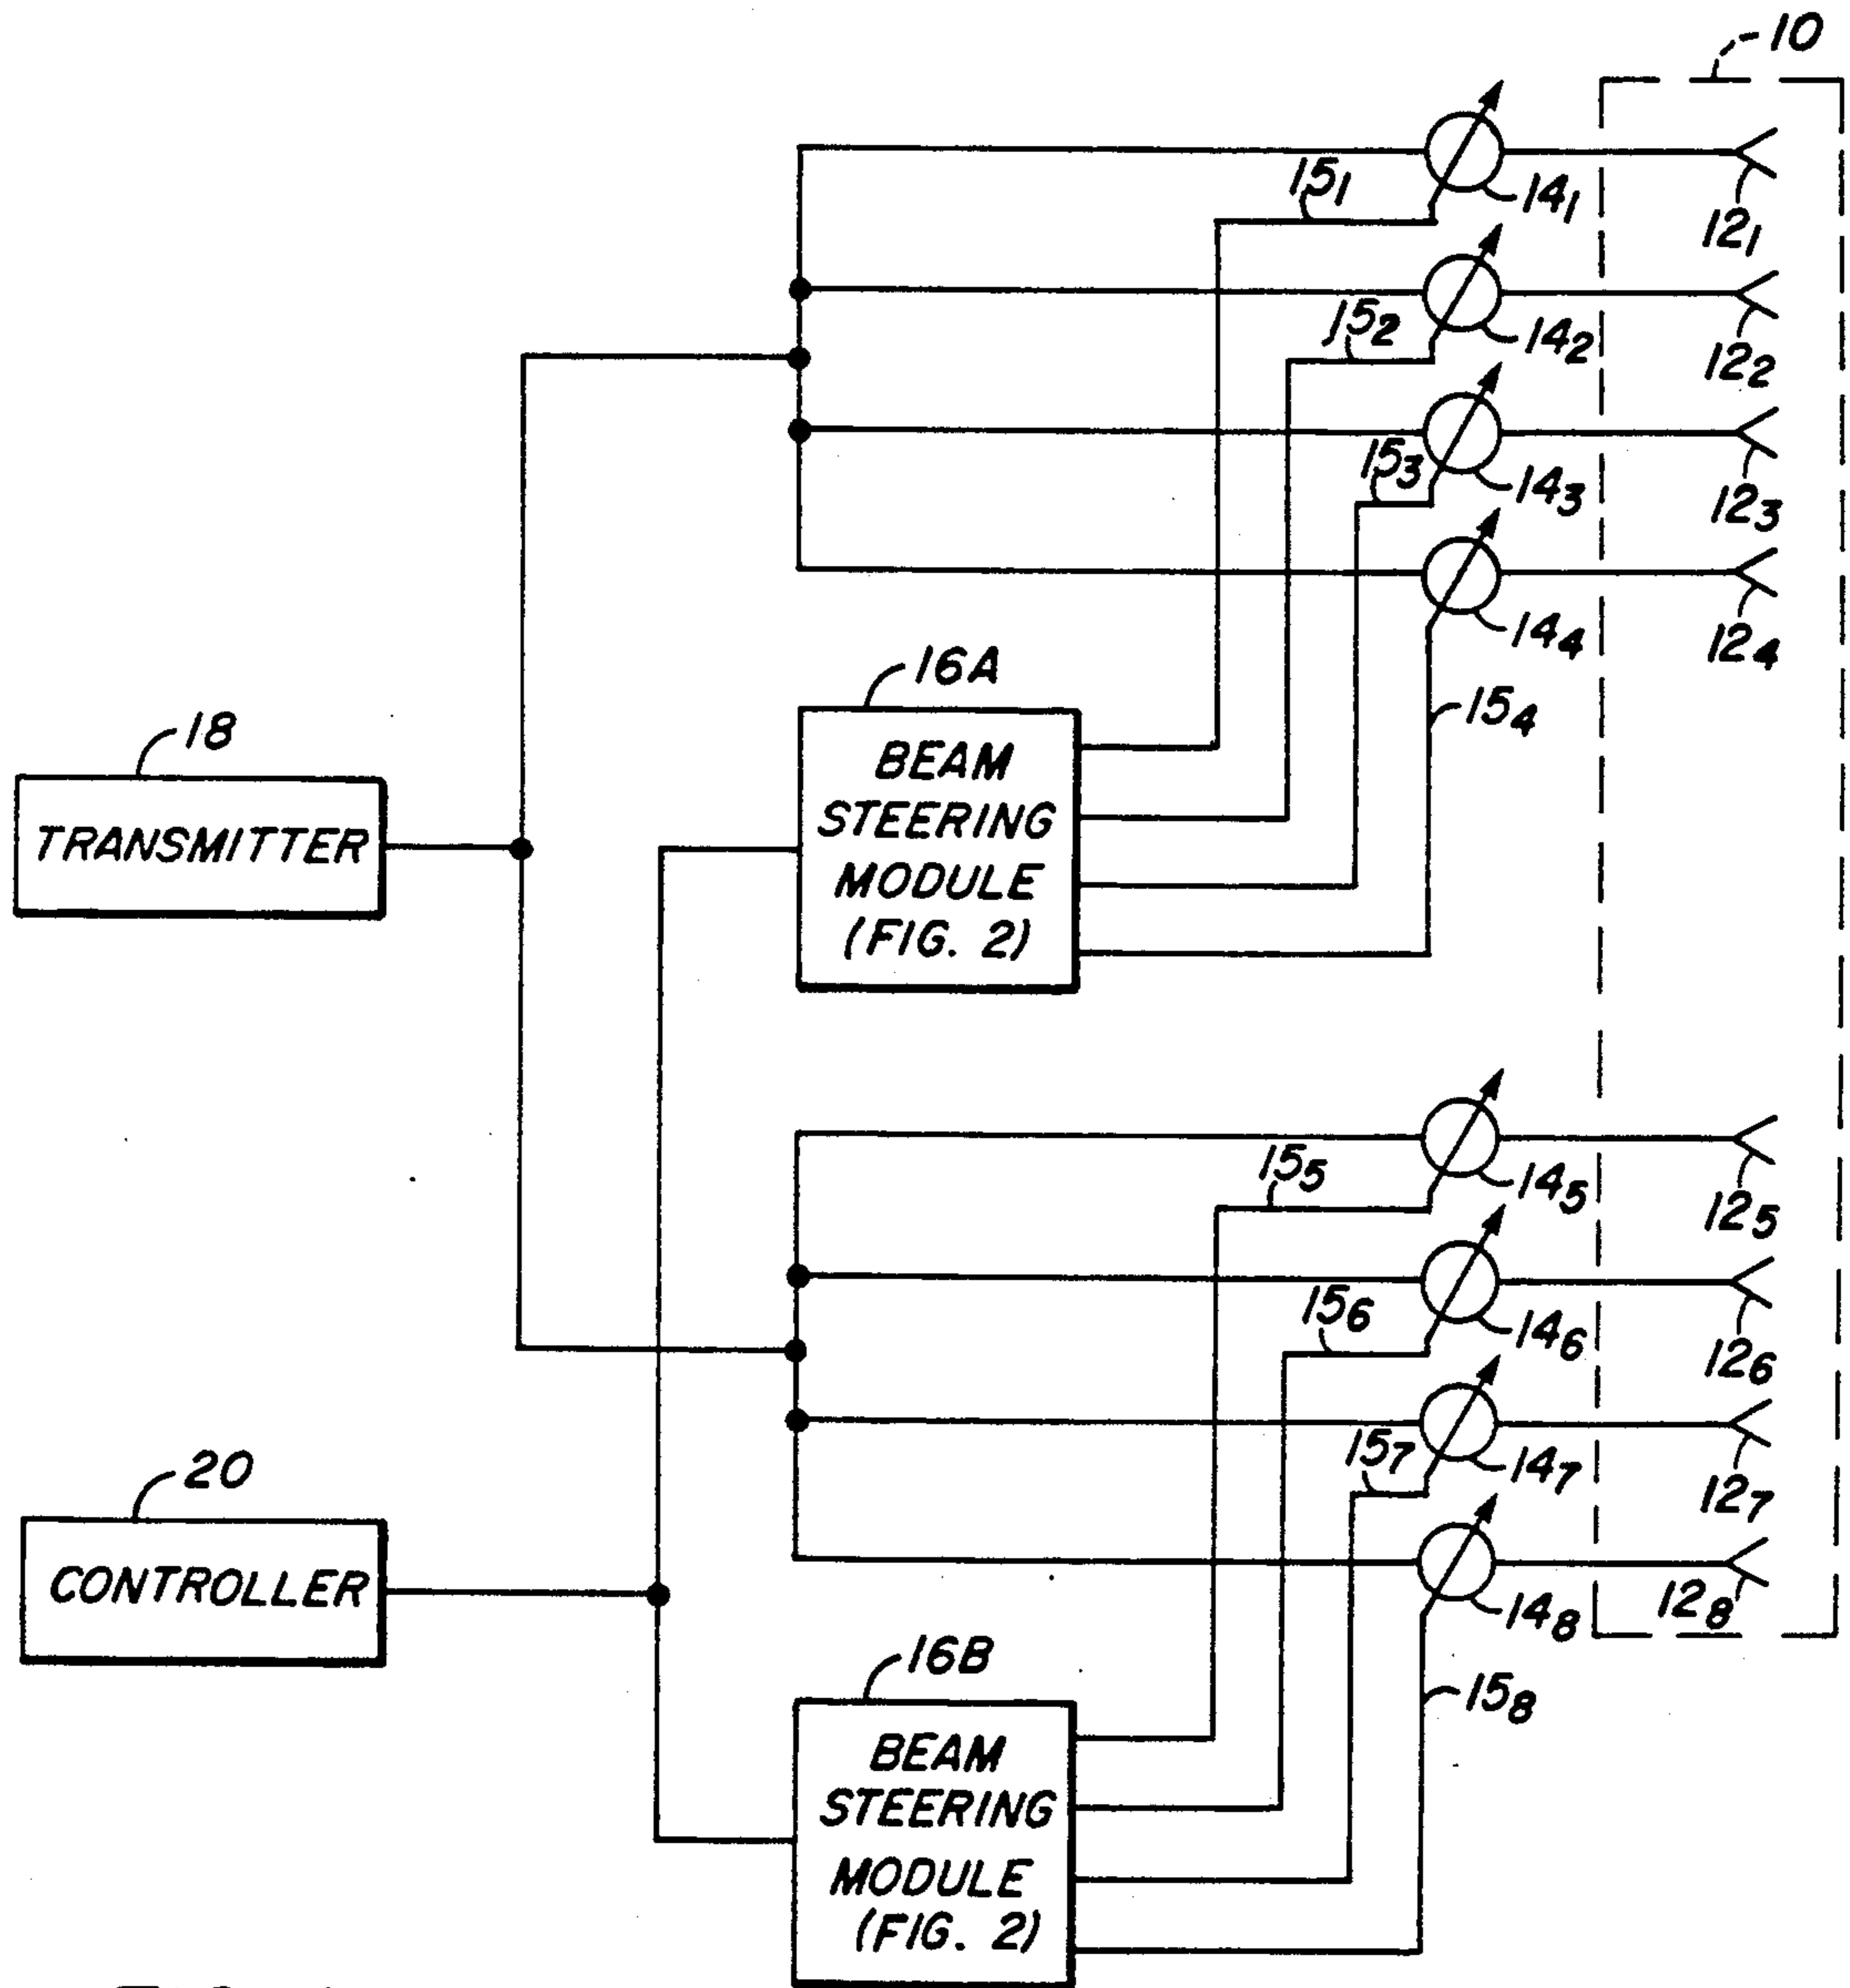 10
15₁
14₁
12₁
15₂
14₂
12₂
15₃
14₃
12₃
14₄
12₄
16A
15₄
18
BEAM
STEERING
MODULE
(FIG. 2)
TRANSMITTER
15₅
14₅
12₅
15₆
14₆
12₆
15₇
14₇
12₇
20
CONTROLLER
14₈
12₈
16B
15₈
BEAM
STEERING
MODULE
(FIG. 2)